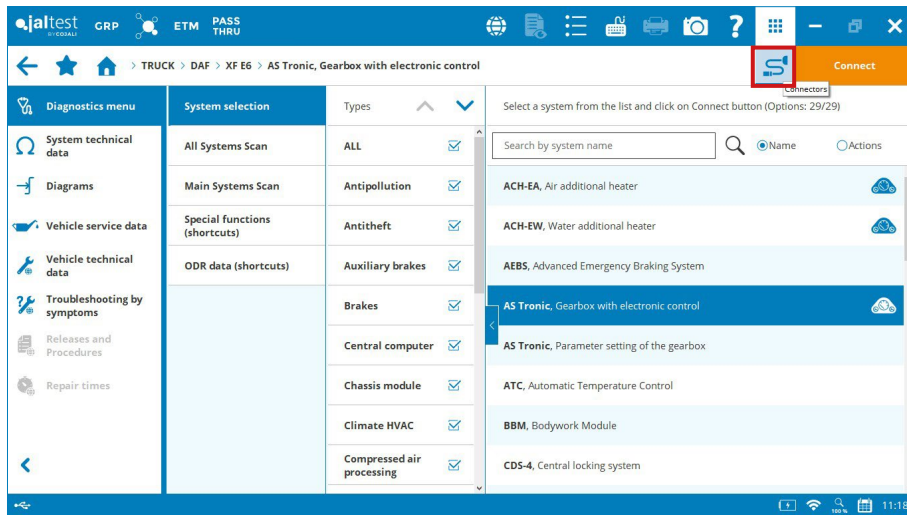 jaltest
BY COJALI
GRP
ETM
PASS
THRU
?
> TRUCK > DAF > XF E6 > AS Tronic, Gearbox with electronic control
Connect
Connectors
Diagnostics menu
System selection
Types
Select a system from the list and click on Connect button (Options: 29/29)
System technical
data
All Systems Scan
ALL
Search by system name
Name
Actions
Diagrams
Main Systems Scan
Antipollution
ACH-EA, Air additional heater
Vehicle service data
Special functions
(shortcuts)
Antitheft
ACH-EW, Water additional heater
Vehicle technical
data
ODR data (shortcuts)
Auxiliary brakes
AEBS, Advanced Emergency Braking System
Troubleshooting by
symptoms
Brakes
AS Tronic, Gearbox with electronic control
Releases and
Procedures
Central computer
AS Tronic, Parameter setting of the gearbox
Repair times
Chassis module
ATC, Automatic Temperature Control
Climate HVAC
BBM, Bodywork Module
Compressed air
processing
CDS-4, Central locking system
100 %
11:18